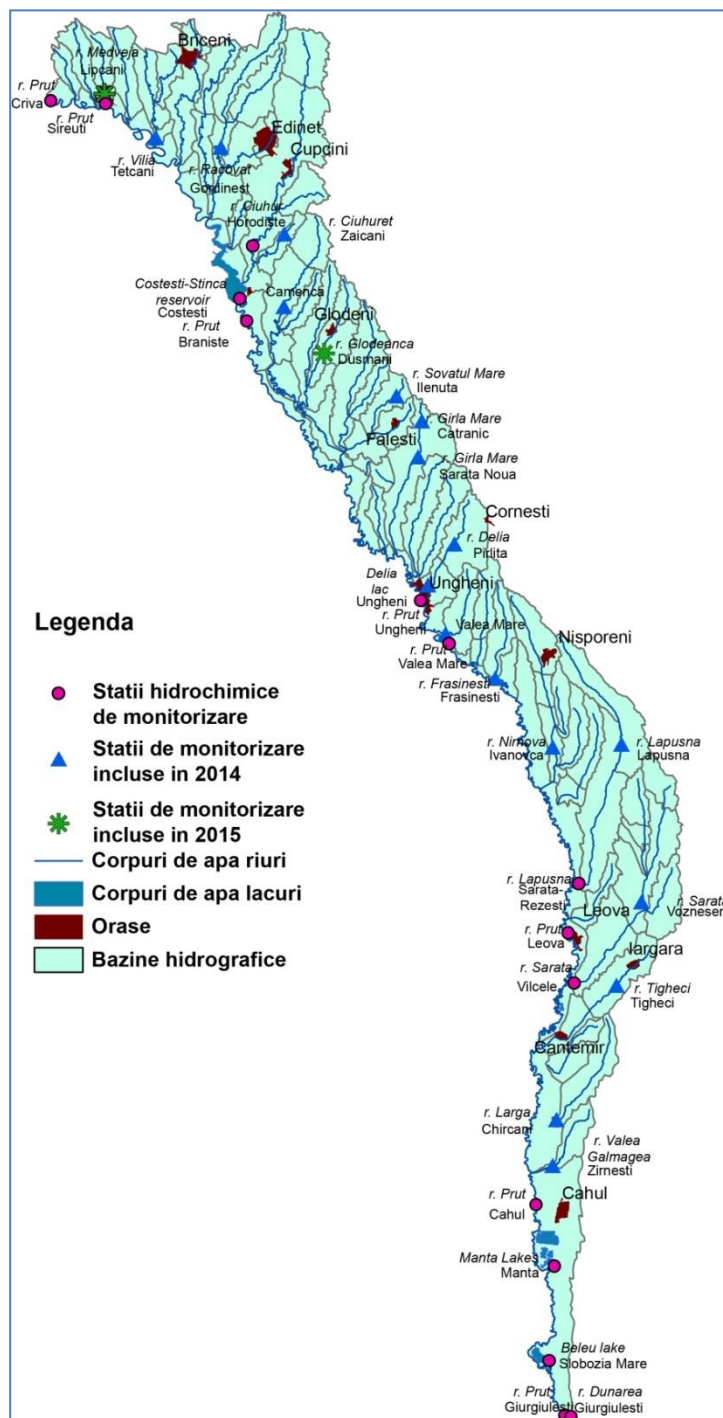 Briceni
r. Medveja
Lipcani
r. Prut
Criva
r. Prut
Sireuti
Edinet
Cupcini
r. Vilia
Tetcani
r. Racovat
Gordinest
r. Ciuhur
Horodiste
r. Ciuhuret
Zaicani
Costesti-Stinca
reservoir
Costesti
Camenca
r. Prut
Braniste
Glodeni
r. Glodeanca
Dusmani
r. Sovatul Mare
Ilenuta
r. Girla Mare
Catranic
Falesti
r. Girla Mare
Sarata Noua
Cornesti
r. Delia
Pirlita
Delia
lac
Ungheni
Ungheni
r. Prut
Ungheni
Valea Mare
r. Prut
Valea Mare
Nisporeni
r. Frasinesti
Frasinesti
r. Nirnova
Ivanovca
r. Lapusna
Lapusna
r. Lapusna
Sarata-
Rezesti
Leova
r. Sarata
Voznesen
r. Prut
Leova
Iargara
r. Sarata
Vilcele
r. Tigheci
Tigheci
Cantemir
r. Larga
Chircani
r. Valea
Galmagea
Zirnesti
r. Prut
Cahul
Cahul
Manta Lakes
Manta
Beleu lake
Slobozia Mare
r. Prut
Giurgiulesti
r. Dunarea
Giurgiulesti
Legenda
Statii hidrochimice
de monitorizare
Statii de monitorizare
incluse in 2014
Statii de monitorizare
incluse in 2015
Corpuri de apa riuri
Corpuri de apa lacuri
Orase
Bazine hidrografice